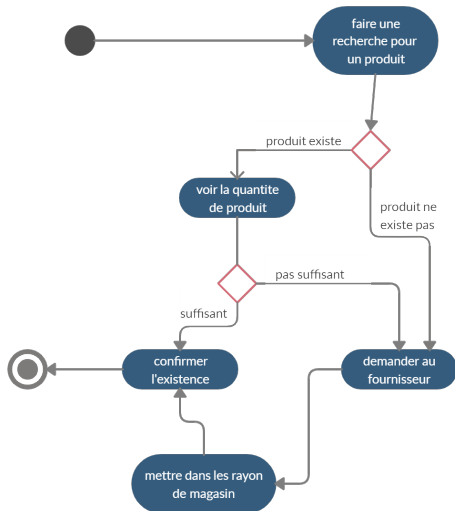 faire une
recherche pour
un produit
produit existe
voir la quantite
de produit
produit ne
existe pas
pas suffisant
suffisant
confirmer
l'existence
demander au
fournisseur
mettre dans les rayon
de magasin